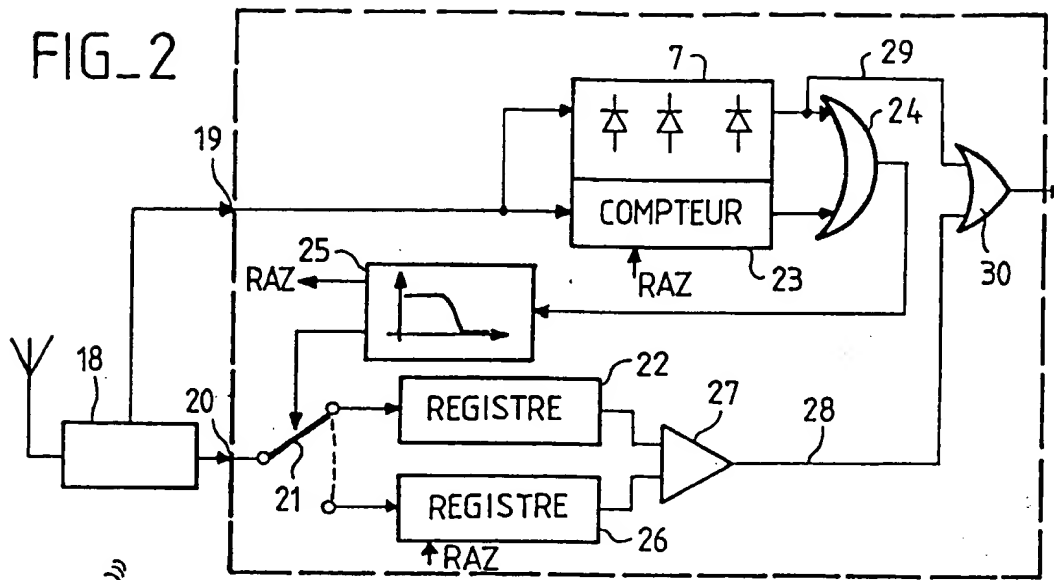 FIG_2
7
29
24
19
COMPTEUR
25
RAZ
RAZ
23
30
18
20
22
REGISTRE
27
28
21
REGISTRE
26
RAZ